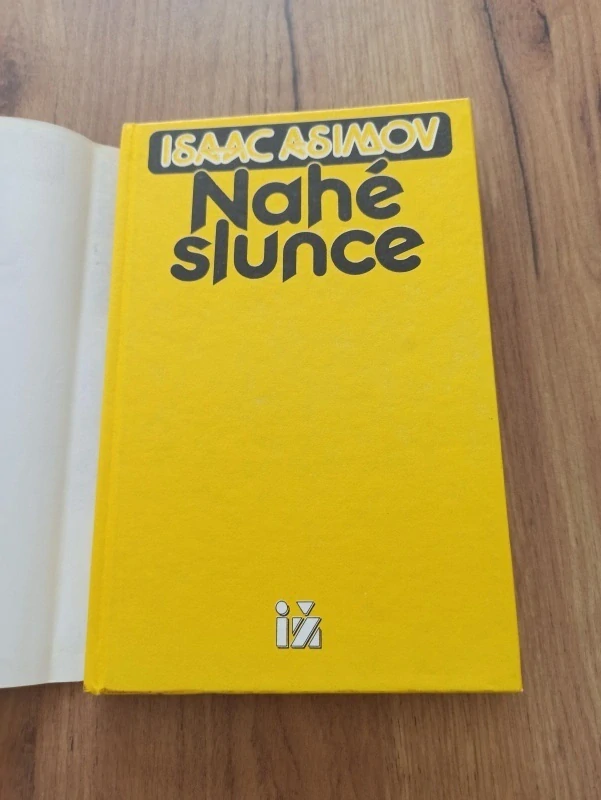 ISAAC ASIMOV
Nahé
slunce
iž